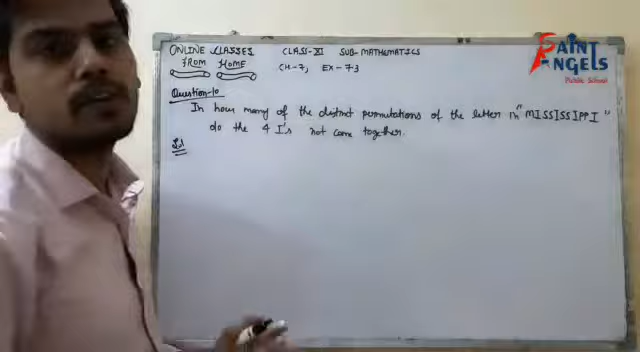 ONLINE CLASSES CLASS-XI SUB-MATHEMATICS
FROM HOME CH-7, EX-7.3
Question-10
In how many of the distinct permutations of the letter in "MISSISSIPPI"
do the 4 I's not come together.
Sol
PAINT
ANGELS
Public School